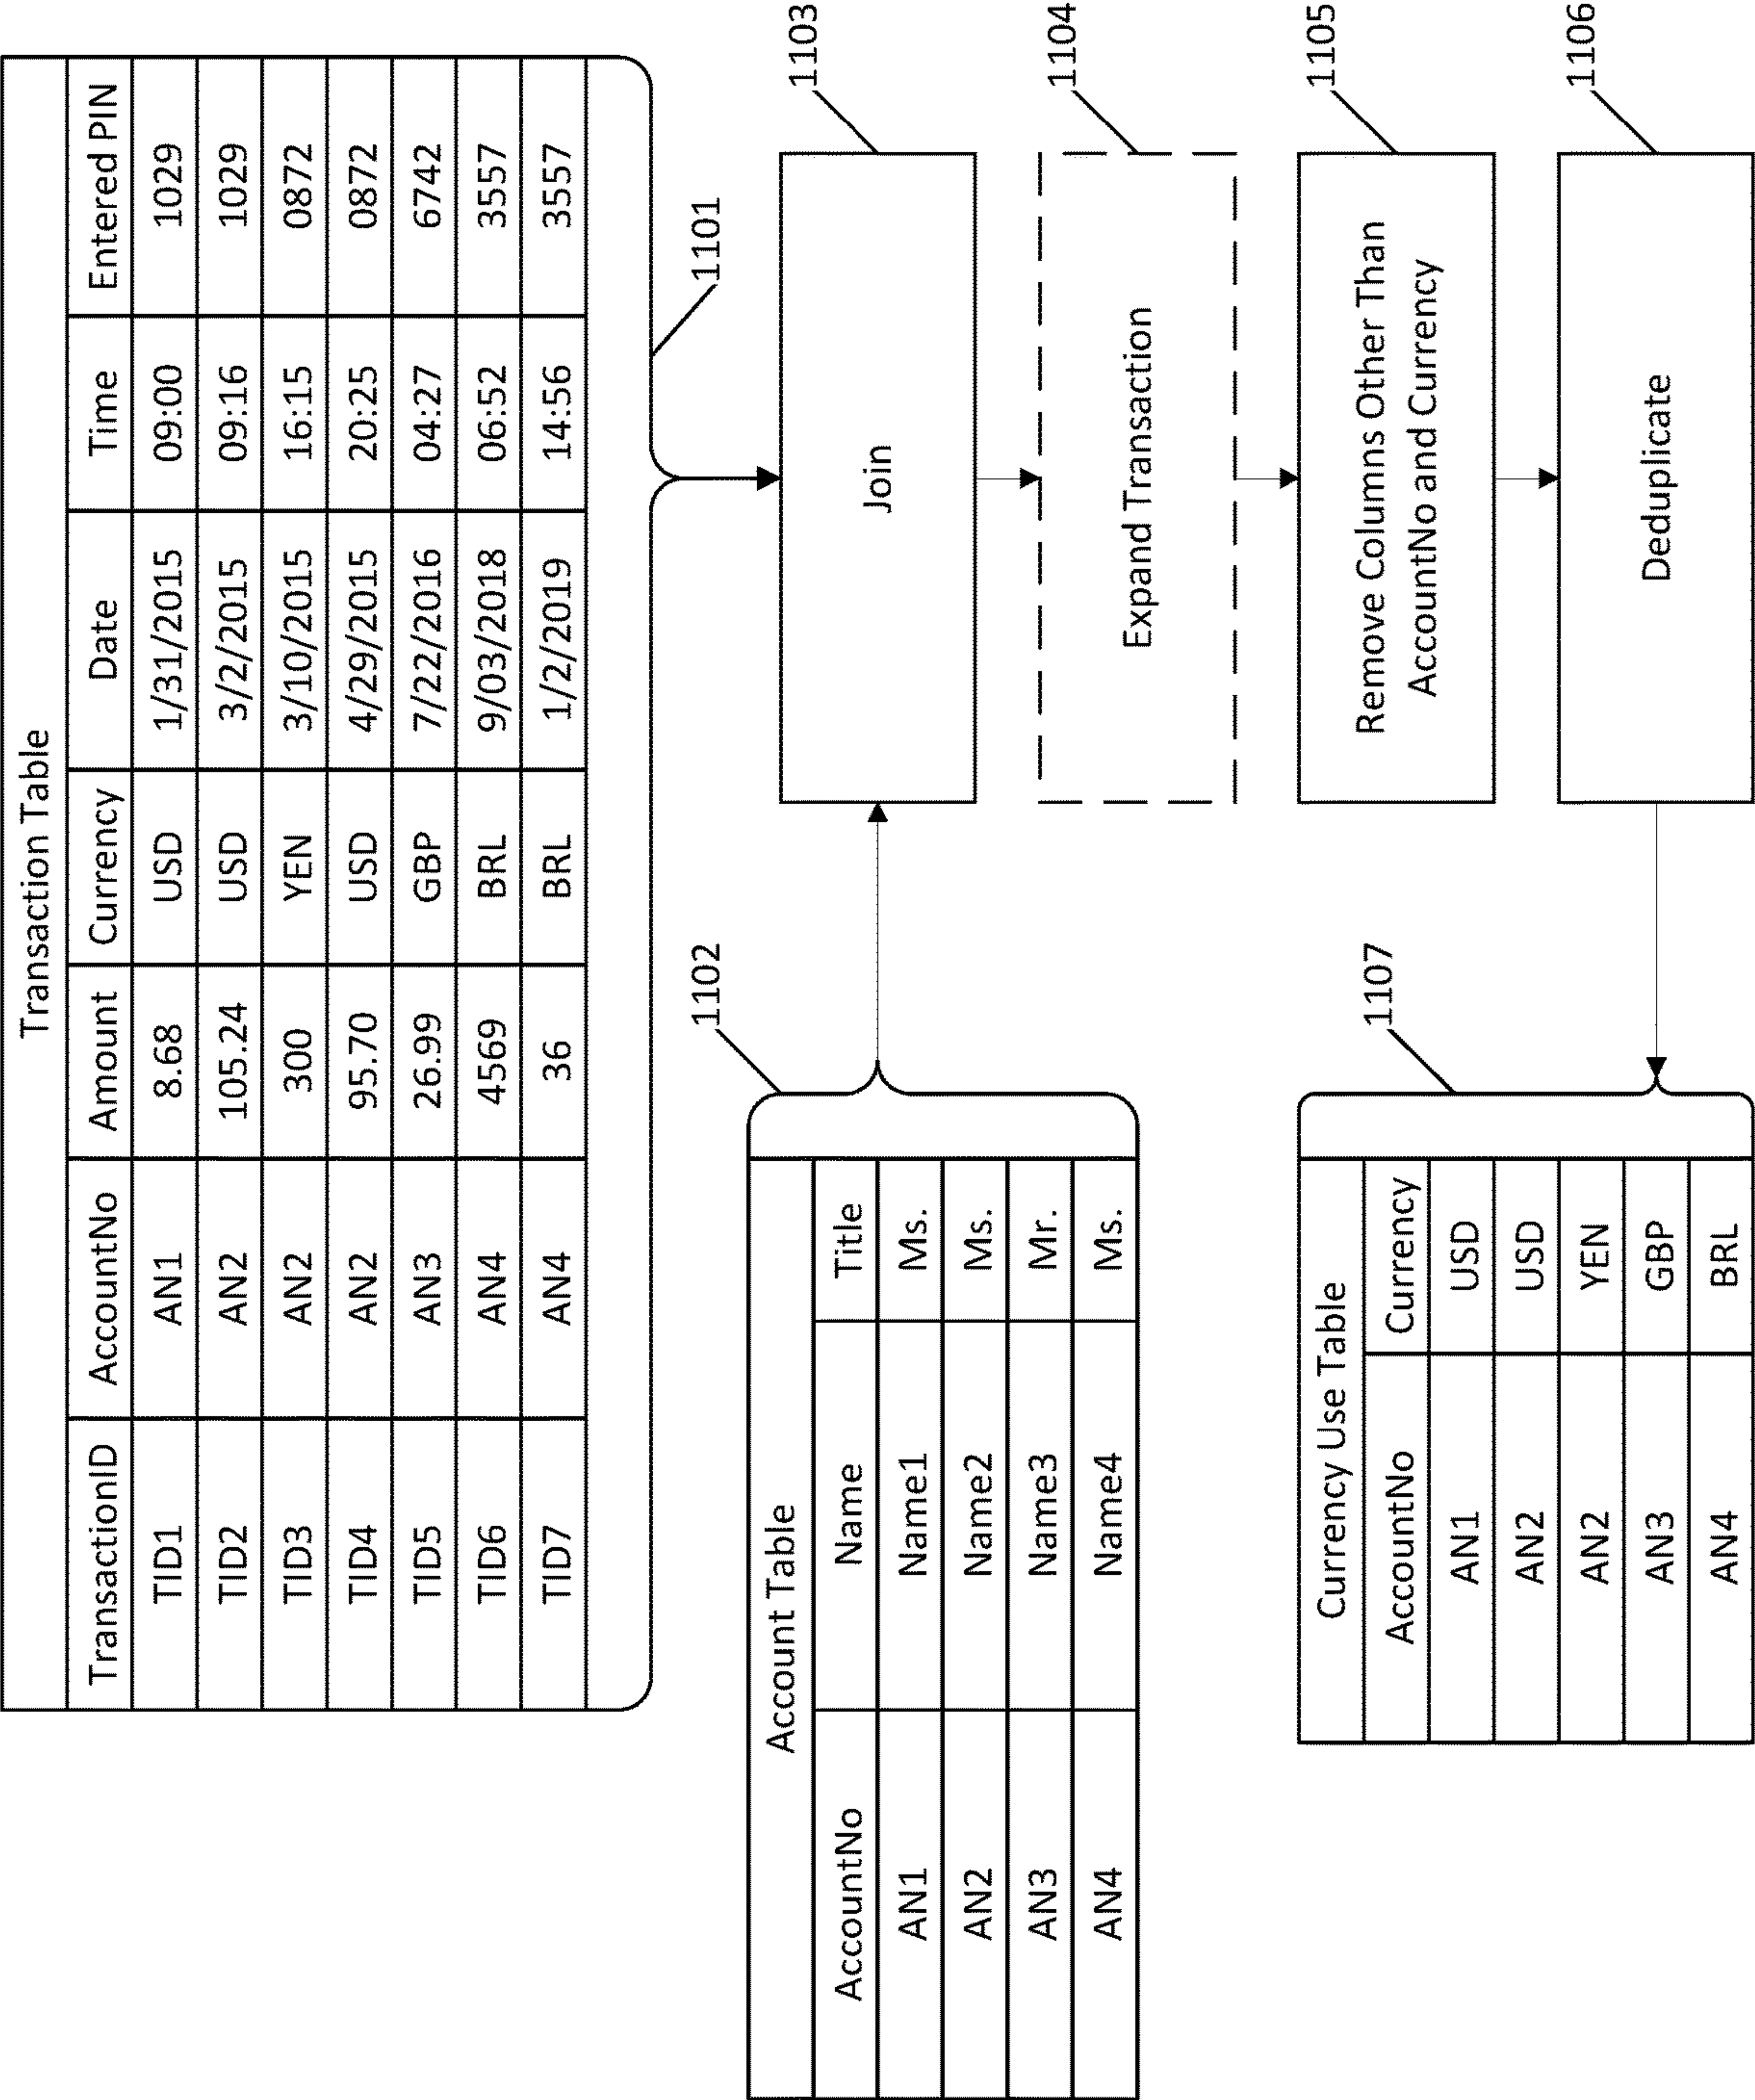 Transaction Table
TransactionID AccountNo Amount Currency Date Time Entered PIN
TID1 AN1 8.68 USD 1/31/2015 09:00 1029
TID2 AN2 105.24 USD 3/2/2015 09:16 1029
TID3 AN2 300 YEN 3/10/2015 16:15 0872
TID4 AN2 95.70 USD 4/29/2015 20:25 0872
TID5 AN3 26.99 GBP 7/22/2016 04:27 6742
TID6 AN4 4569 BRL 9/03/2018 06:52 3557
TID7 AN4 36 BRL 1/2/2019 14:56 3557
1101
1102
Account Table
AccountNo Name Title
AN1 Name1 Ms.
AN2 Name2 Ms.
AN3 Name3 Mr.
AN4 Name4 Ms.
1103
Join
1104
Expand Transaction
1105
Remove Columns Other Than
AccountNo and Currency
1106
Deduplicate
1107
Currency Use Table
AccountNo Currency
AN1 USD
AN2 USD
AN2 YEN
AN3 GBP
AN4 BRL